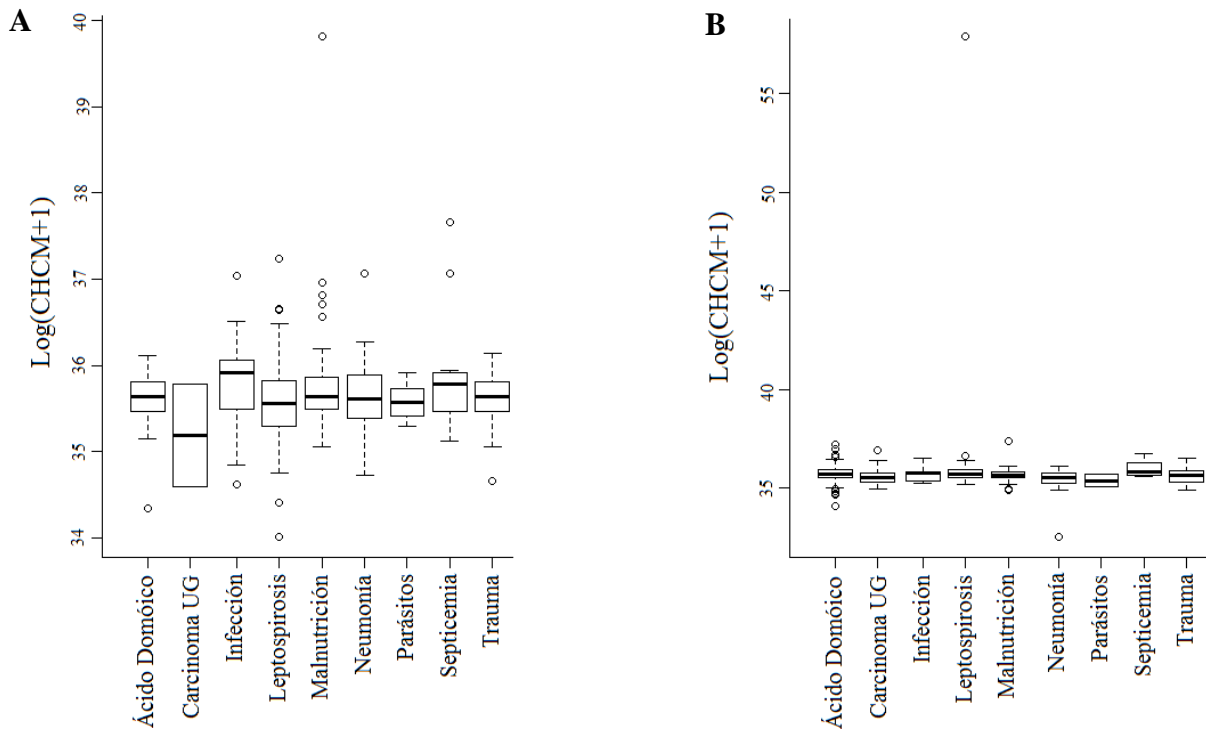 A
Log(CHCM+1)
40
39
38
37
36
35
34
Ácido Domóico
Carcinoma UG
Infección
Leptospirosis
Malnutrición
Neumonía
Parásitos
Septicemia
Trauma
B
Log(CHCM+1)
55
50
45
40
35
Ácido Domóico
Carcinoma UG
Infección
Leptospirosis
Malnutrición
Neumonía
Parásitos
Septicemia
Trauma